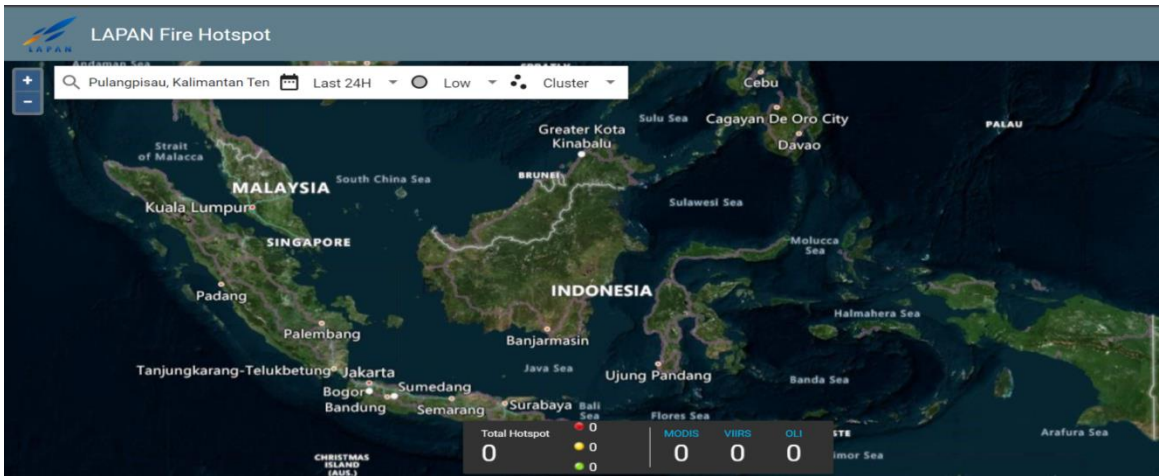 LAPAN
LAPAN Fire Hotspot
Andaman Sea
+
Pulangpisau, Kalimantan Ten
Last 24H
Low
Cluster
-
Cebu
Strait
of Malacca
Greater Kota
Kinabalu
Sulu Sea
Cagayan De Oro City
PALAU
Davao
MALAYSIA
South China Sea
BRUNEI
Kuala Lumpur
Sulawesi Sea
SINGAPORE
Molucca
Sea
Padang
INDONESIA
Halmahera Sea
Palembang
Banjarmasin
Tanjungkarang-Telukbetung
Jakarta
Java Sea
Ujung Pandang
Banda Sea
Bogor
Sumedang
Bandung
Semarang
Surabaya
Bali
Sea
Flores Sea
Total Hotspot
0
0
0
0
MODIS
0
VIIRS
0
OLI
0
STE
imor Sea
Arafura Sea
CHRISTMAS
ISLAND
(AUS.)